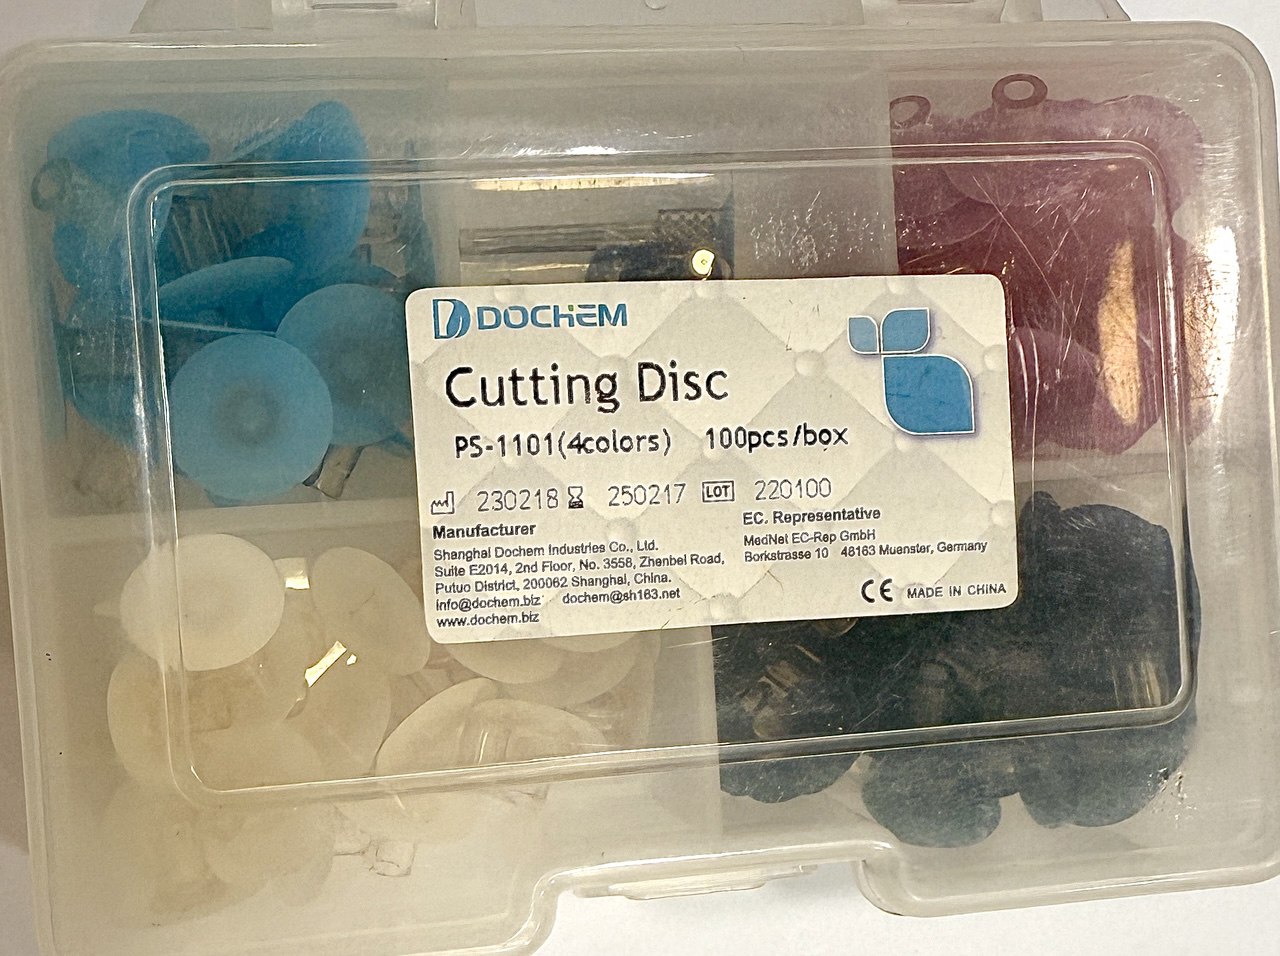 DOCHEM
Cutting Disc
PS-1101(4colors) 100pcs/box
230218 250217 LOT 220100
Manufacturer
Shanghai Dochem Industries Co., Ltd.
Suite E2014, 2nd Floor, No. 3558, Zhenbel Road,
Putuo District, 200062 Shanghai, China.
info@dochem.biz dochem@sh163.net
www.dochem.biz
EC. Representative
MedNet EC-Rep GmbH
Borkstrasse 10 48163 Muenster, Germany
CE MADE IN CHINA